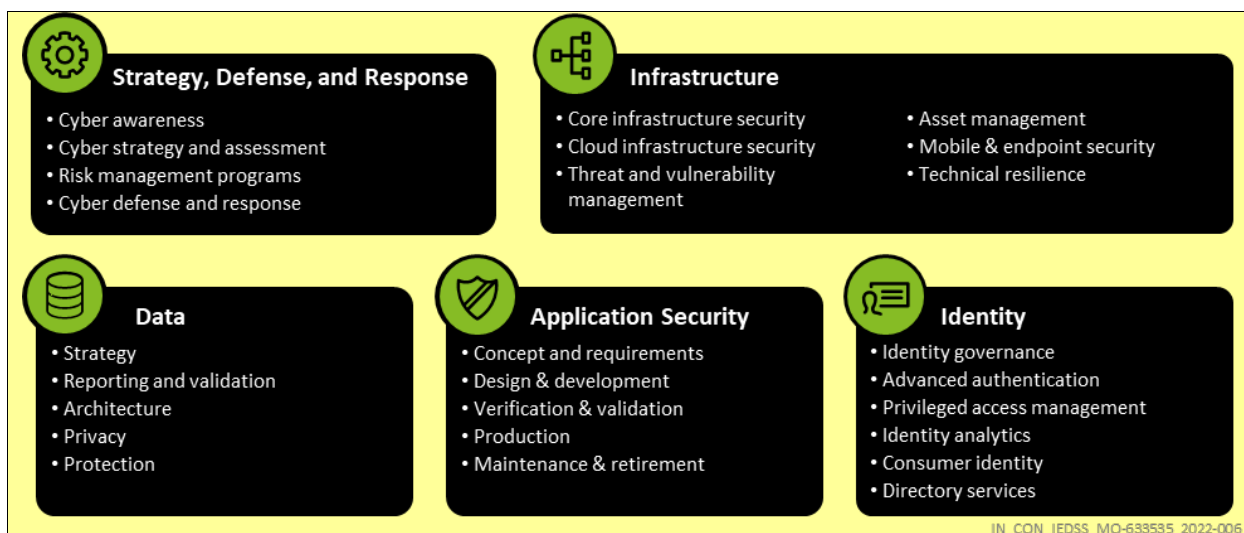 Strategy, Defense, and Response
• Cyber awareness
• Cyber strategy and assessment
• Risk management programs
• Cyber defense and response
Infrastructure
• Core infrastructure security
• Cloud infrastructure security
• Threat and vulnerability
management
• Asset management
• Mobile & endpoint security
• Technical resilience
Data
• Strategy
• Reporting and validation
• Architecture
• Privacy
• Protection
Application Security
• Concept and requirements
• Design & development
• Verification & validation
• Production
• Maintenance & retirement
Identity
• Identity governance
• Advanced authentication
• Privileged access management
• Identity analytics
• Consumer identity
• Directory services
IN_CON_IEDSS_MO-633535_2022-006